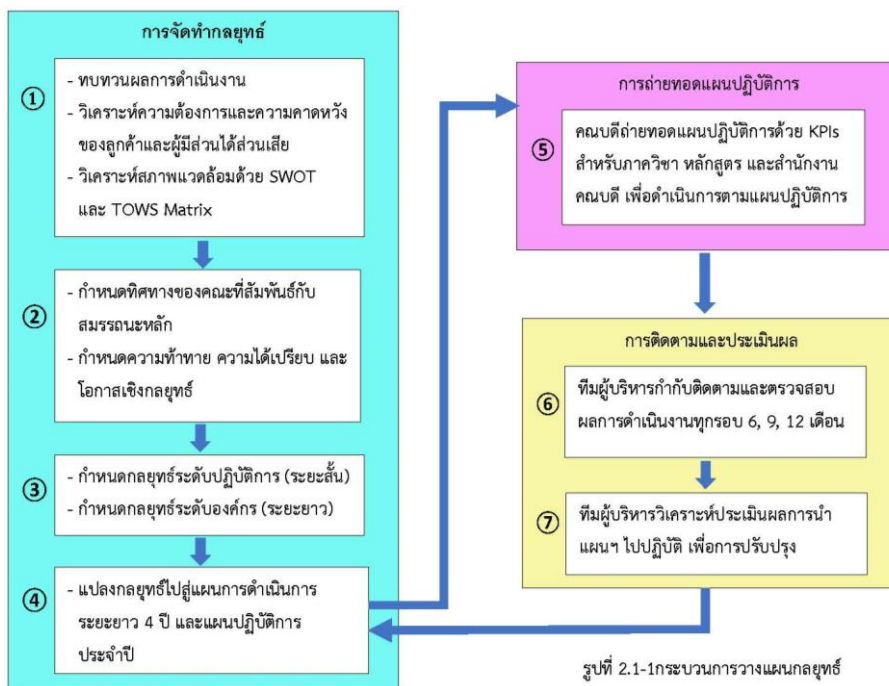 การจัดทำกลยุทธ์
①
- ทบทวนผลการดำเนินงาน
- วิเคราะห์ความต้องการและความคาดหวัง
ของลูกค้าและผู้มีส่วนได้ส่วนเสีย
- วิเคราะห์สภาพแวดล้อมด้วย SWOT
และ TOWS Matrix
②
- กำหนดทิศทางของคณะที่สัมพันธ์กับ
สมรรถนะหลัก
- กำหนดความท้าทาย ความได้เปรียบ และ
โอกาสเชิงกลยุทธ์
③
- กำหนดกลยุทธ์ระดับปฏิบัติการ (ระยะสั้น)
- กำหนดกลยุทธ์ระดับองค์กร (ระยะยาว)
④
- แปลงกลยุทธ์ไปสู่แผนการดำเนินการ
ระยะยาว 4 ปี และแผนปฏิบัติการ
ประจำปี
การถ่ายทอดแผนปฏิบัติการ
⑤
คณบดีถ่ายทอดแผนปฏิบัติการด้วย KPIs
สำหรับภาควิชา หลักสูตร และสำนักงาน
คณบดี เพื่อดำเนินการตามแผนปฏิบัติการ
การติดตามและประเมินผล
⑥
ทีมผู้บริหารกำกับติดตามและตรวจสอบ
ผลการดำเนินงานทุกรอบ 6, 9, 12 เดือน
⑦
ทีมผู้บริหารวิเคราะห์ประเมินผลการนำ
แผนฯ ไปปฏิบัติ เพื่อการปรับปรุง
รูปที่ 2.1-1กระบวนการวางแผนกลยุทธ์